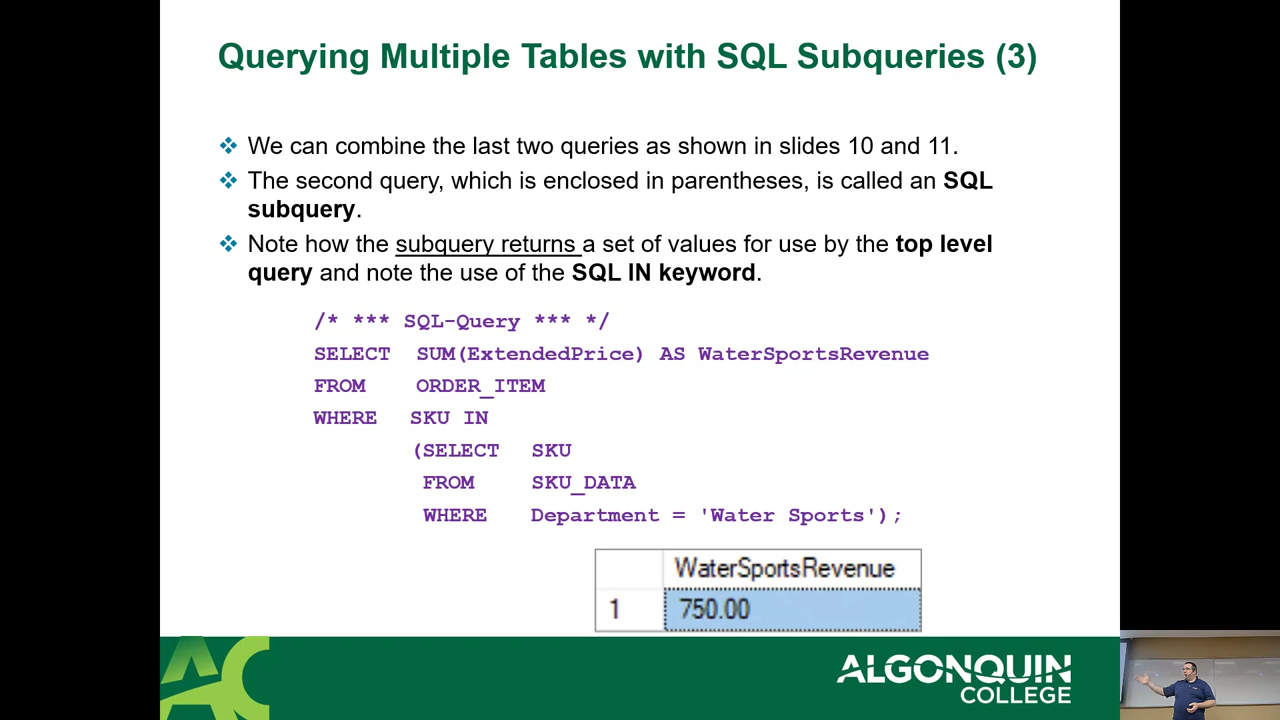 Querying Multiple Tables with SQL Subqueries (3)
❖ We can combine the last two queries as shown in slides 10 and 11.
❖ The second query, which is enclosed in parentheses, is called an SQL
subquery.
❖ Note how the subquery returns a set of values for use by the top level
query and note the use of the SQL IN keyword.
/* *** SQL-Query *** */
SELECT SUM(ExtendedPrice) AS WaterSportsRevenue
FROM ORDER_ITEM
WHERE SKU IN
(SELECT SKU
FROM SKU_DATA
WHERE Department = 'Water Sports');
WaterSportsRevenue
1 750.00
AC
ALGONQUIN
COLLEGE